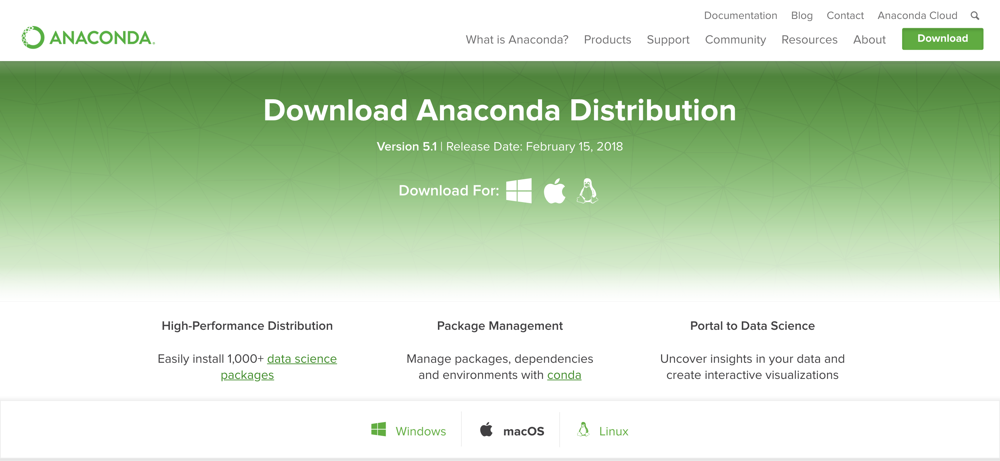 Documentation Blog Contact Anaconda Cloud
ANACONDA®
What is Anaconda? Products Support Community Resources About Download
Download Anaconda Distribution
Version 5.1 | Release Date: February 15, 2018
Download For:
High-Performance Distribution
Easily install 1,000+ data science
packages
Package Management
Manage packages, dependencies
and environments with conda
Portal to Data Science
Uncover insights in your data and
create interactive visualizations
Windows
macOS
Linux